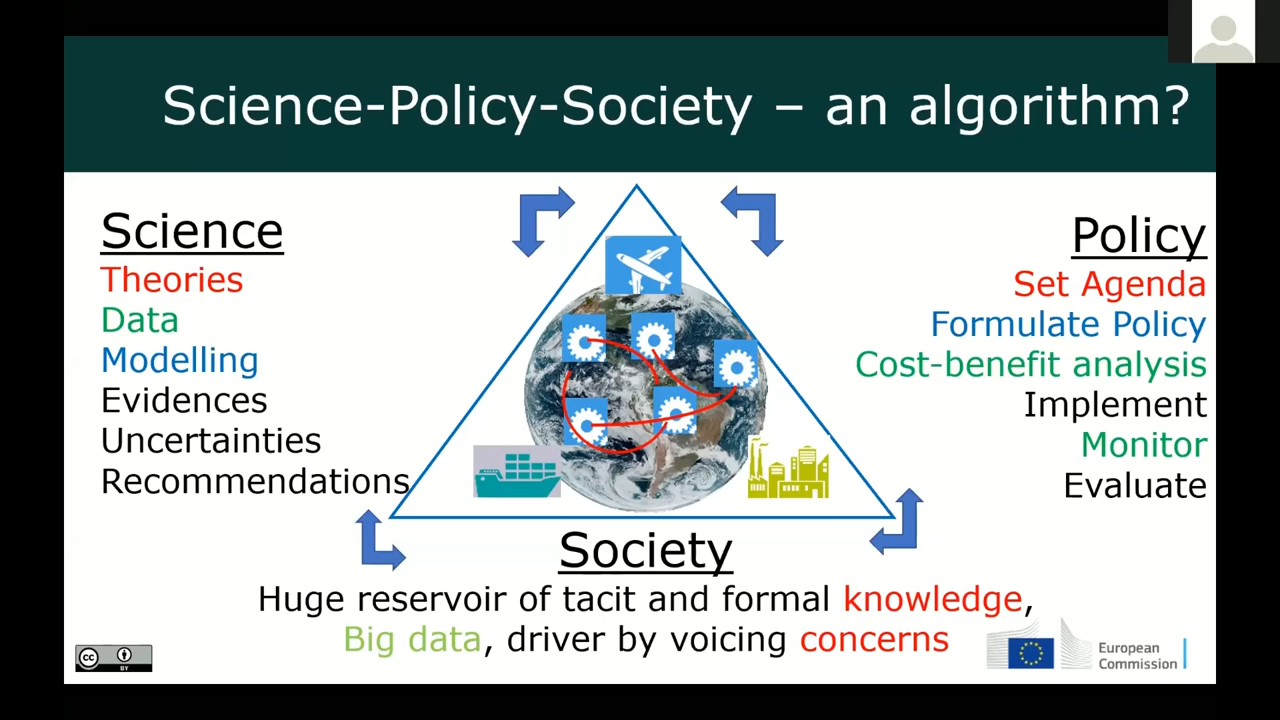 Science-Policy-Society – an algorithm?
Science
Theories
Data
Modelling
Evidences
Uncertainties
Recommendations
Policy
Set Agenda
Formulate Policy
Cost-benefit analysis
Implement
Monitor
Evaluate
Society
Huge reservoir of tacit and formal knowledge,
Big data, driver by voicing concerns
cc
BY
European
Commission